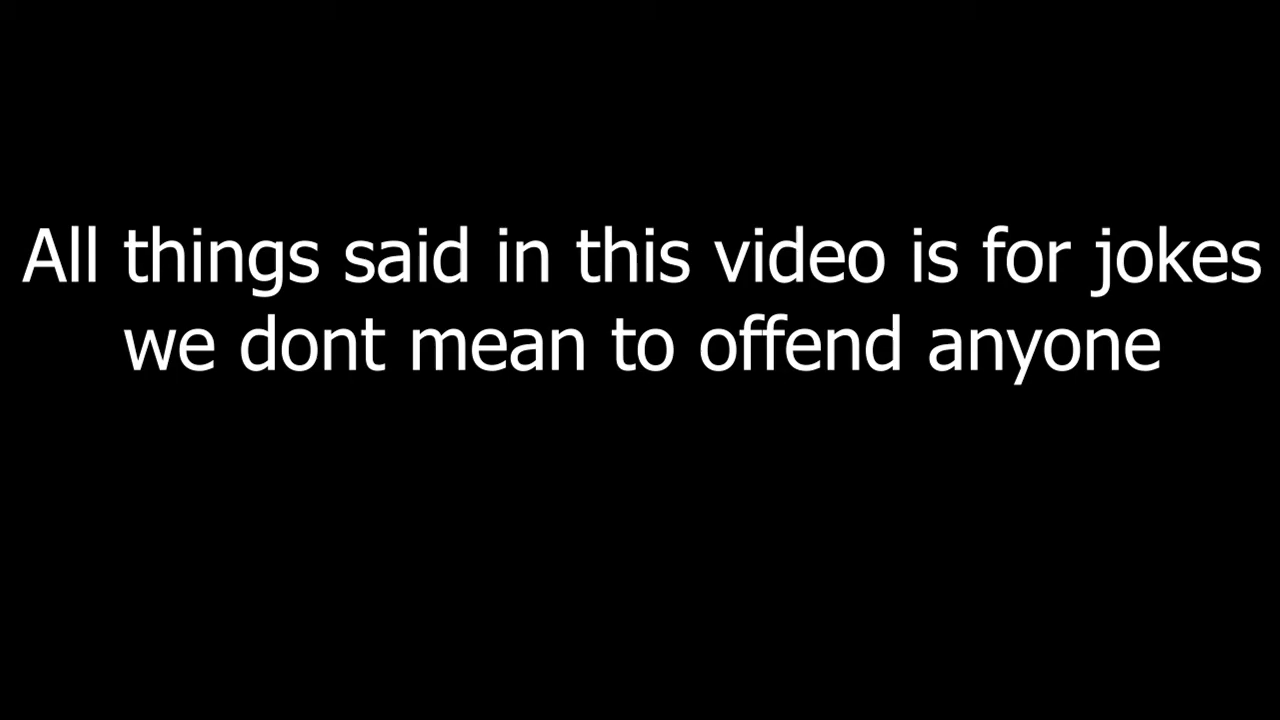 All things said in this video is for jokes
we dont mean to offend anyone